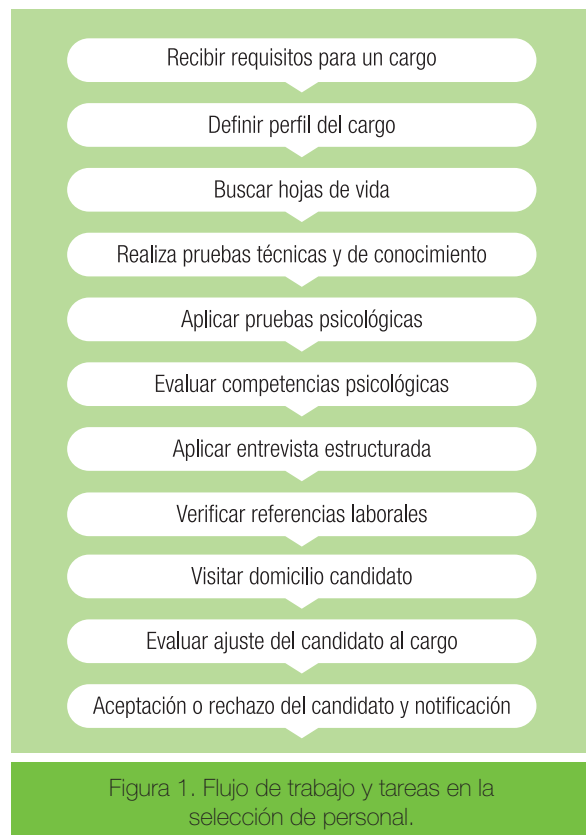 Recibir requisitos para un cargo
Definir perfil del cargo
Buscar hojas de vida
Realiza pruebas técnicas y de conocimiento
Aplicar pruebas psicológicas
Evaluar competencias psicológicas
Aplicar entrevista estructurada
Verificar referencias laborales
Visitar domicilio candidato
Evaluar ajuste del candidato al cargo
Aceptación o rechazo del candidato y notificación
Figura 1. Flujo de trabajo y tareas en la
selección de personal.